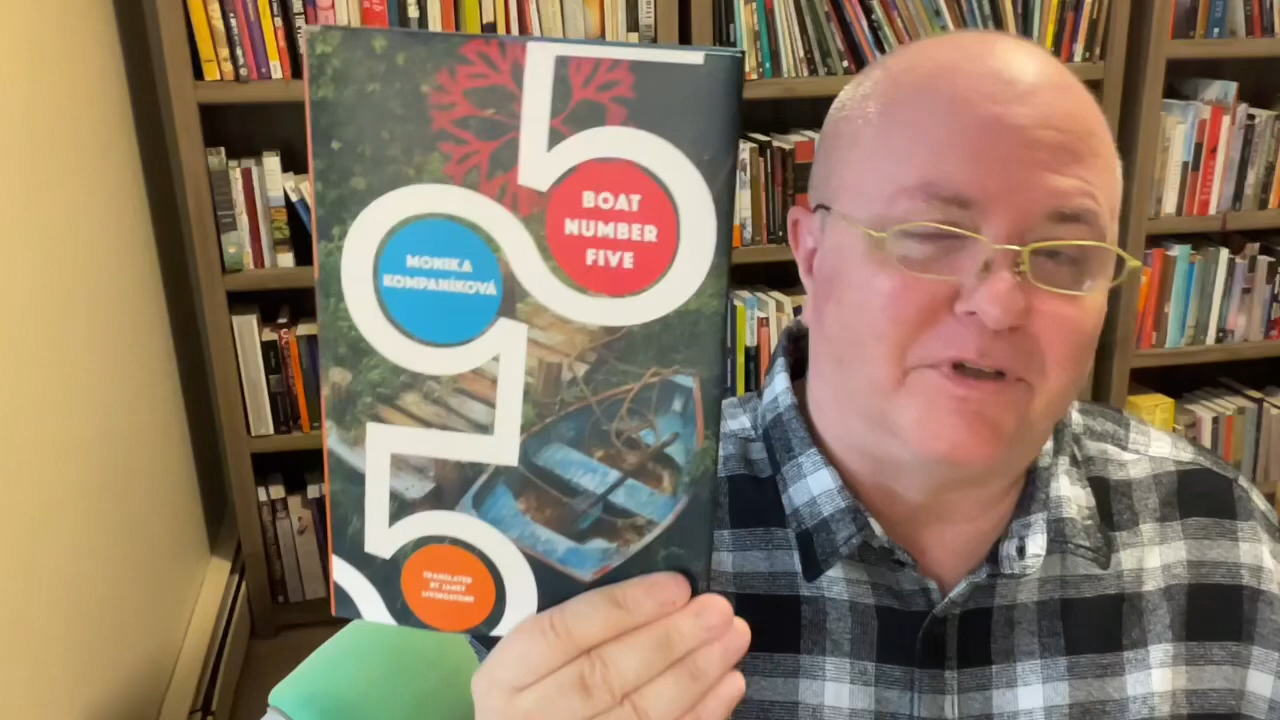 BOAT
NUMBER
FIVE
MONIKA
KOMPANÍKOVÁ
TRANSLATED
BY JANET
LIVINGSTONE